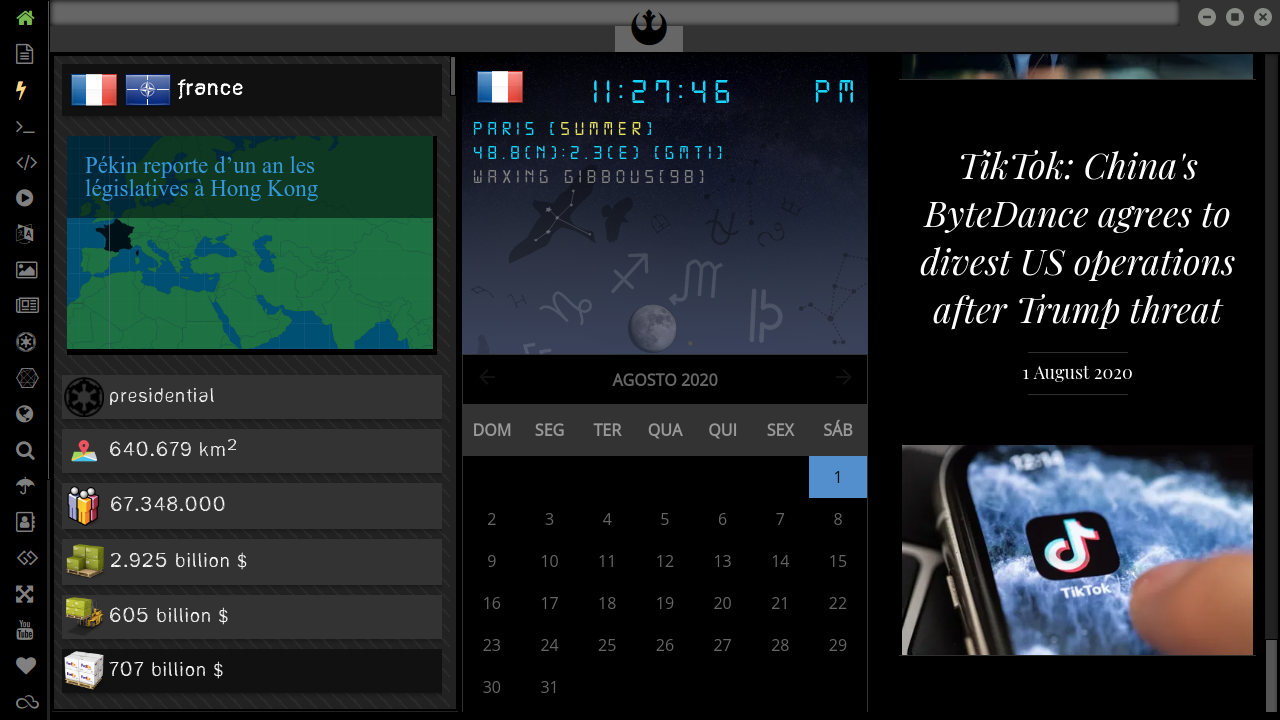 france
Pékin reporte d’un an les
législatives à Hong Kong
presidential
640.679 km²
67.348.000
2.925 billion $
605 billion $
707 billion $
11:27:46 PM
PARIS (SUMMER)
48.8(N):2.3(E) (GMT1)
WAXING GIBBOUS(98)
AGOSTO 2020
DOM SEG TER QUA QUI SEX SÁB
1
2 3 4 5 6 7 8
9 10 11 12 13 14 15
16 17 18 19 20 21 22
23 24 25 26 27 28 29
30 31
TikTok: China's
ByteDance agrees to
divest US operations
after Trump threat
1 August 2020
TikTok
You
Tube